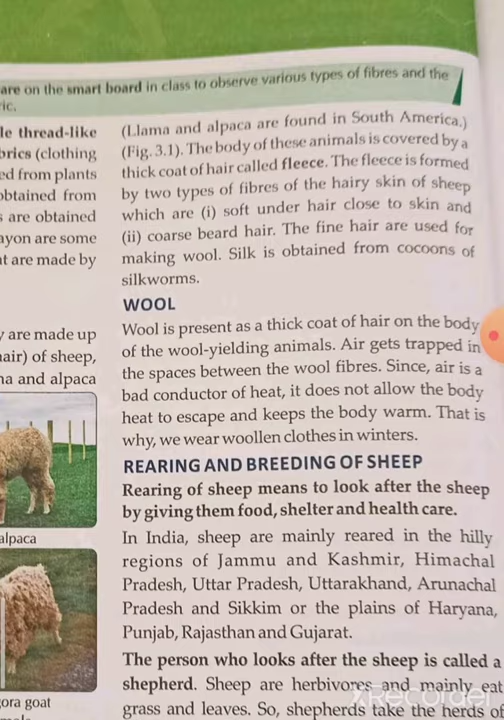 are on the smart board in class to observe various types of fibres and the
ric.
le thread-like
brics (clothing
ed from plants
obtained from
s are obtained
ayon are some
at are made by
y are made up
hair) of sheep,
na and alpaca
alpaca
ora goat
(Llama and alpaca are found in South America.)
(Fig. 3.1). The body of these animals is covered by a
thick coat of hair called fleece. The fleece is formed
by two types of fibres of the hairy skin of sheep
which are (i) soft under hair close to skin and
(ii) coarse beard hair. The fine hair are used for
making wool. Silk is obtained from cocoons of
silkworms.
WOOL
Wool is present as a thick coat of hair on the body
of the wool-yielding animals. Air gets trapped in
the spaces between the wool fibres. Since, air is a
bad conductor of heat, it does not allow the body
heat to escape and keeps the body warm. That is
why, we wear woollen clothes in winters.
REARING AND BREEDING OF SHEEP
Rearing of sheep means to look after the sheep
by giving them food, shelter and health care.
In India, sheep are mainly reared in the hilly
regions of Jammu and Kashmir, Himachal
Pradesh, Uttar Pradesh, Uttarakhand, Arunachal
Pradesh and Sikkim or the plains of Haryana,
Punjab, Rajasthan and Gujarat.
The person who looks after the sheep is called a
shepherd. Sheep are herbivores and mainly eat
grass and leaves. So, shepherds take the herds of
XRecorder